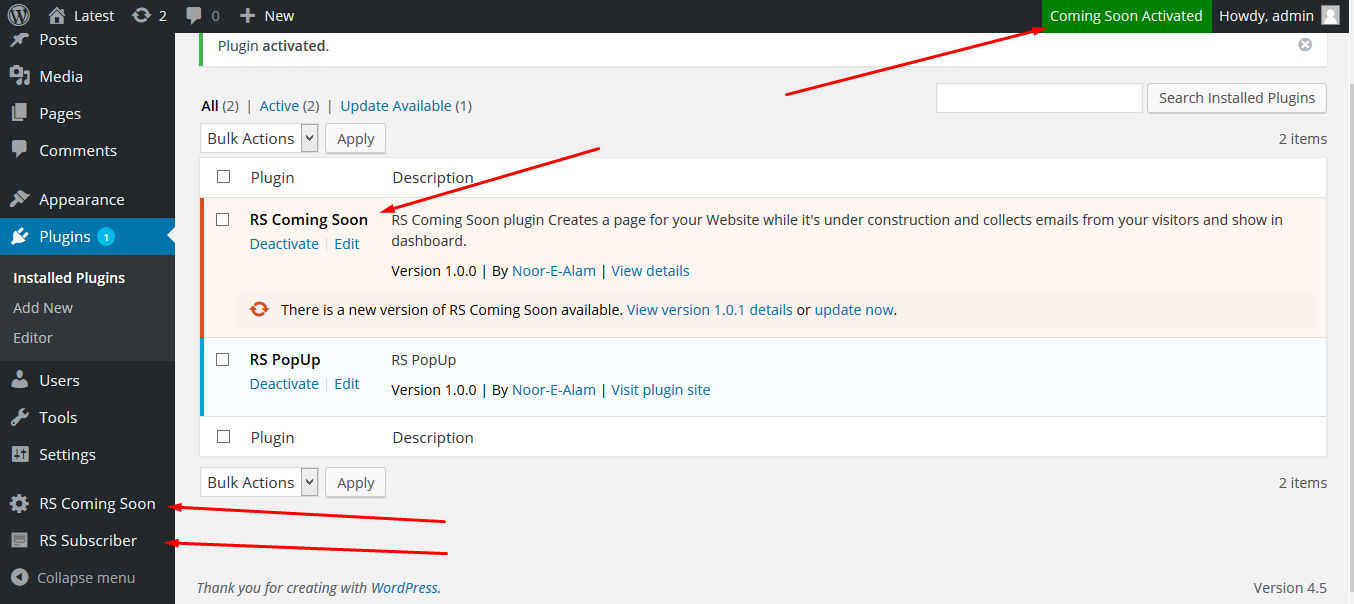 Latest 2 0 New Coming Soon Activated Howdy, admin
Posts
Media
Pages
Comments
Appearance
Plugins 1
Installed Plugins
Add New
Editor
Users
Tools
Settings
RS Coming Soon
RS Subscriber
Collapse menu
Plugin activated.
All (2) | Active (2) | Update Available (1)
Search Installed Plugins
Bulk Actions Apply 2 items
Plugin Description
RS Coming Soon
Deactivate | Edit
RS Coming Soon plugin Creates a page for your Website while it's under construction and collects emails from your visitors and show in
dashboard.
Version 1.0.0 | By Noor-E-Alam | View details
There is a new version of RS Coming Soon available. View version 1.0.1 details or update now.
RS PopUp
Deactivate | Edit
RS PopUp
Version 1.0.0 | By Noor-E-Alam | Visit plugin site
Plugin Description
Bulk Actions Apply 2 items
Thank you for creating with WordPress. Version 4.5